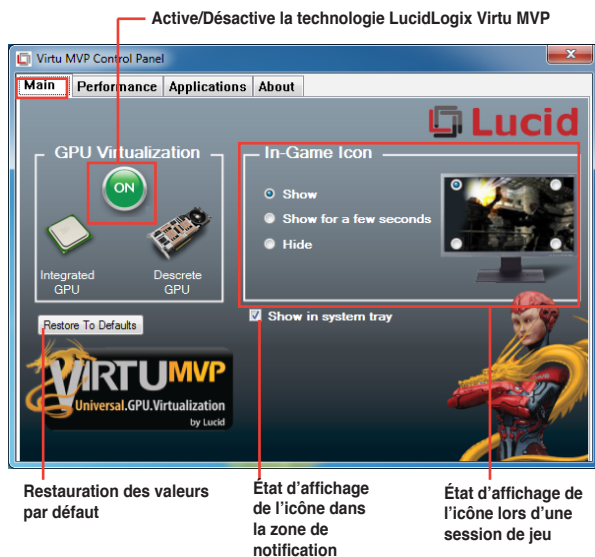 Active/Désactive la technologie LucidLogix Virtu MVP
Virtu MVP Control Panel
Main Performance Applications About
Lucid
GPU Virtualization
ON
Integrated
GPU
Descrete
GPU
In-Game Icon
Show
Show for a few seconds
Hide
Restore To Defaults
Show in system tray
VIRTUMVP
Universal.GPU.Virtualization
by Lucid
Restauration des valeurs
par défaut
État d’affichage
de l’icône dans
la zone de
notification
État d’affichage de
l’icône lors d’une
session de jeu